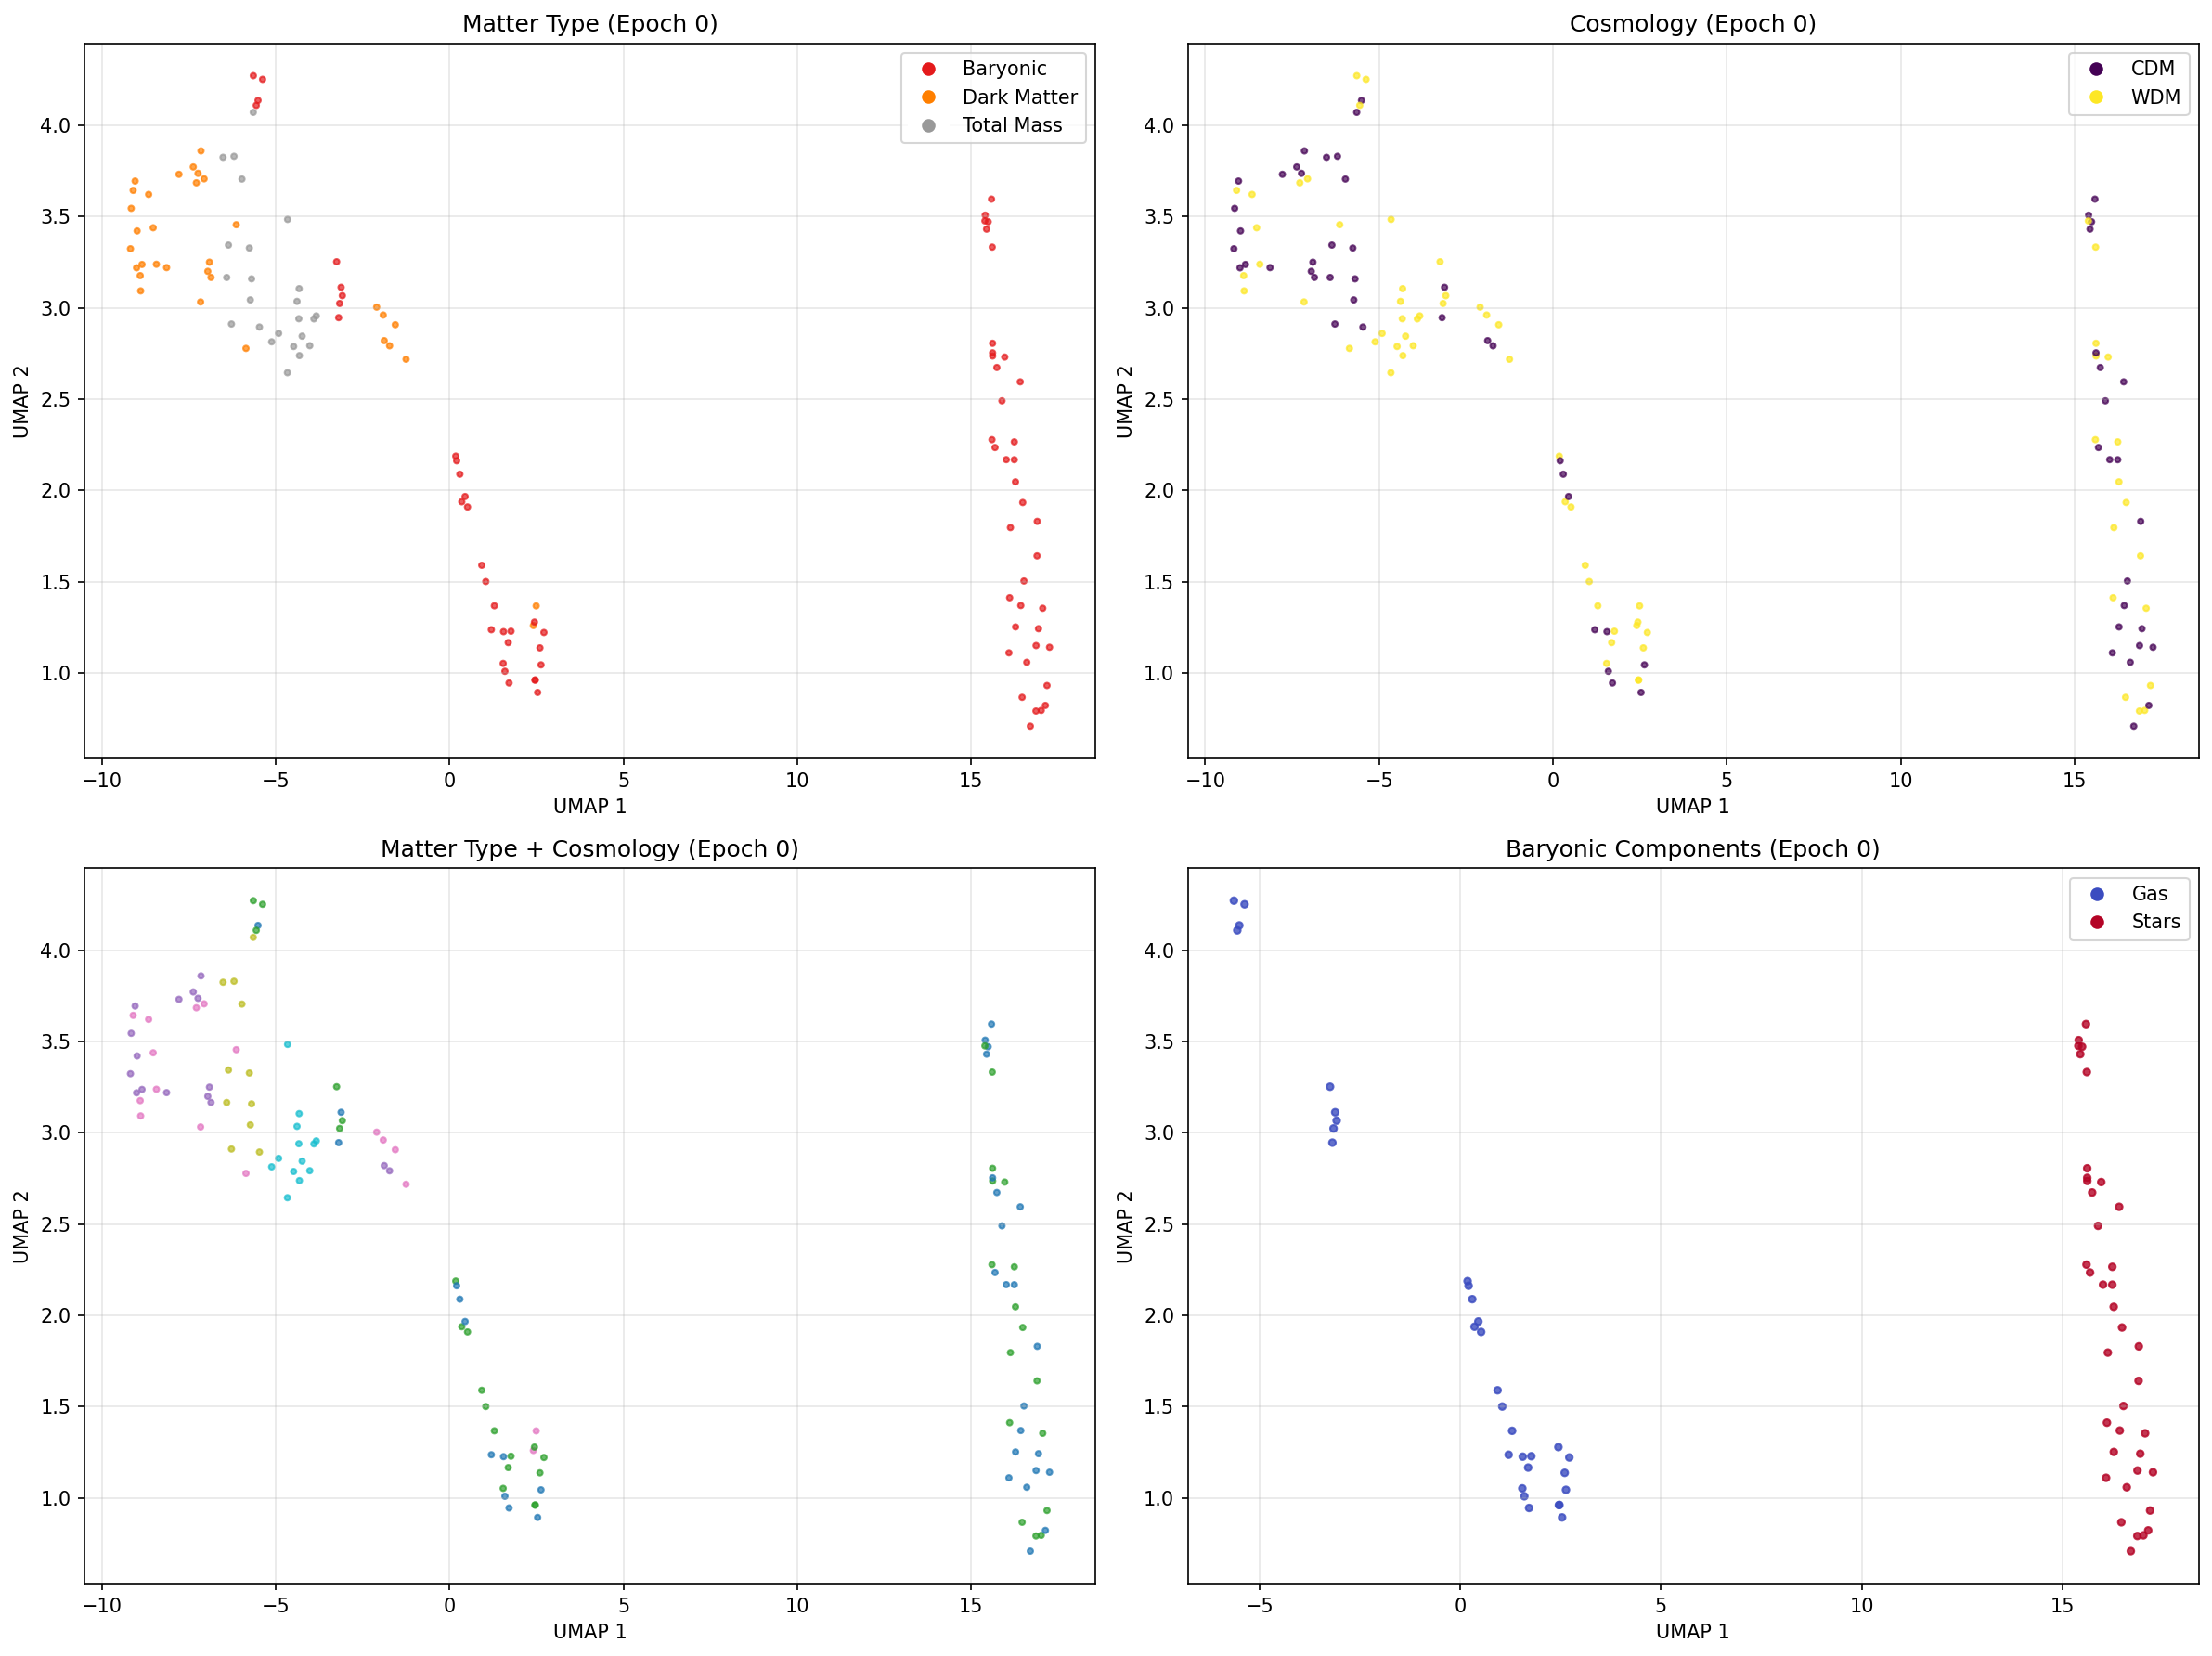 Matter Type (Epoch 0)
Baryonic
Dark Matter
Total Mass
4.0
3.5
3.0
2.5
2.0
1.5
1.0
UMAP 2
−10
−5
0
5
10
15
UMAP 1
Cosmology (Epoch 0)
CDM
WDM
4.0
3.5
3.0
2.5
2.0
1.5
1.0
UMAP 2
−10
−5
0
5
10
15
UMAP 1
Matter Type + Cosmology (Epoch 0)
4.0
3.5
3.0
2.5
2.0
1.5
1.0
UMAP 2
−10
−5
0
5
10
15
UMAP 1
Baryonic Components (Epoch 0)
Gas
Stars
4.0
3.5
3.0
2.5
2.0
1.5
1.0
UMAP 2
−5
0
5
10
15
UMAP 1